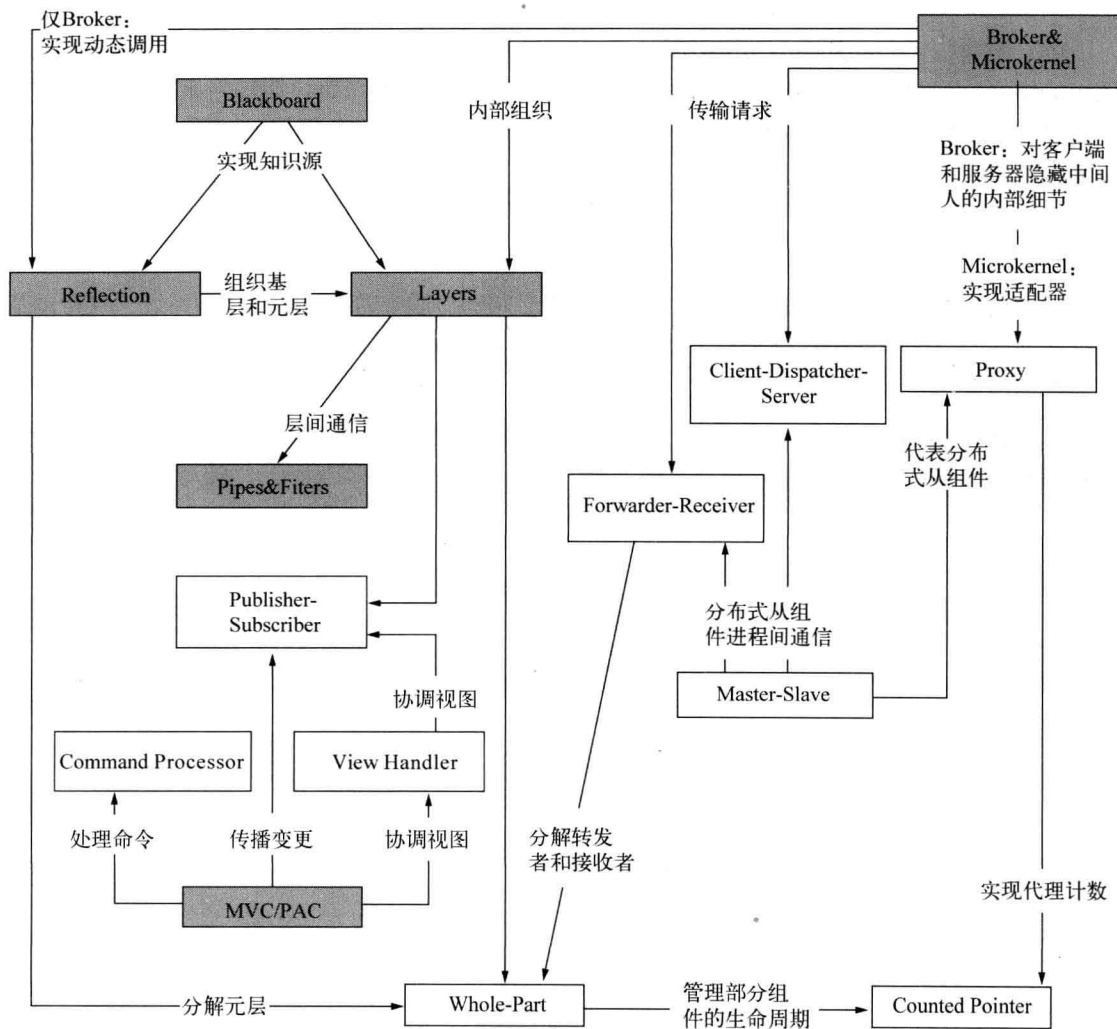 仅Broker：
实现动态调用
Broker&
Microkernel
Blackboard
内部组织
传输请求
Broker：对客户端
和服务器隐藏中间
人的内部细节
实现知识源
Microkernel：
实现适配器
Reflection
组织基
层和元层
Layers
Client-Dispatcher-
Server
Proxy
层间通信
代表分布
式从组件
Pipes&Fiters
Forwarder-Receiver
Publisher-
Subscriber
分布式从组
件进程间通信
Master-Slave
协调视图
Command Processor
View Handler
处理命令
传播变更
协调视图
分解转发
者和接收者
MVC/PAC
实现代理计数
分解元层
Whole-Part
管理部分组
件的生命周期
Counted Pointer